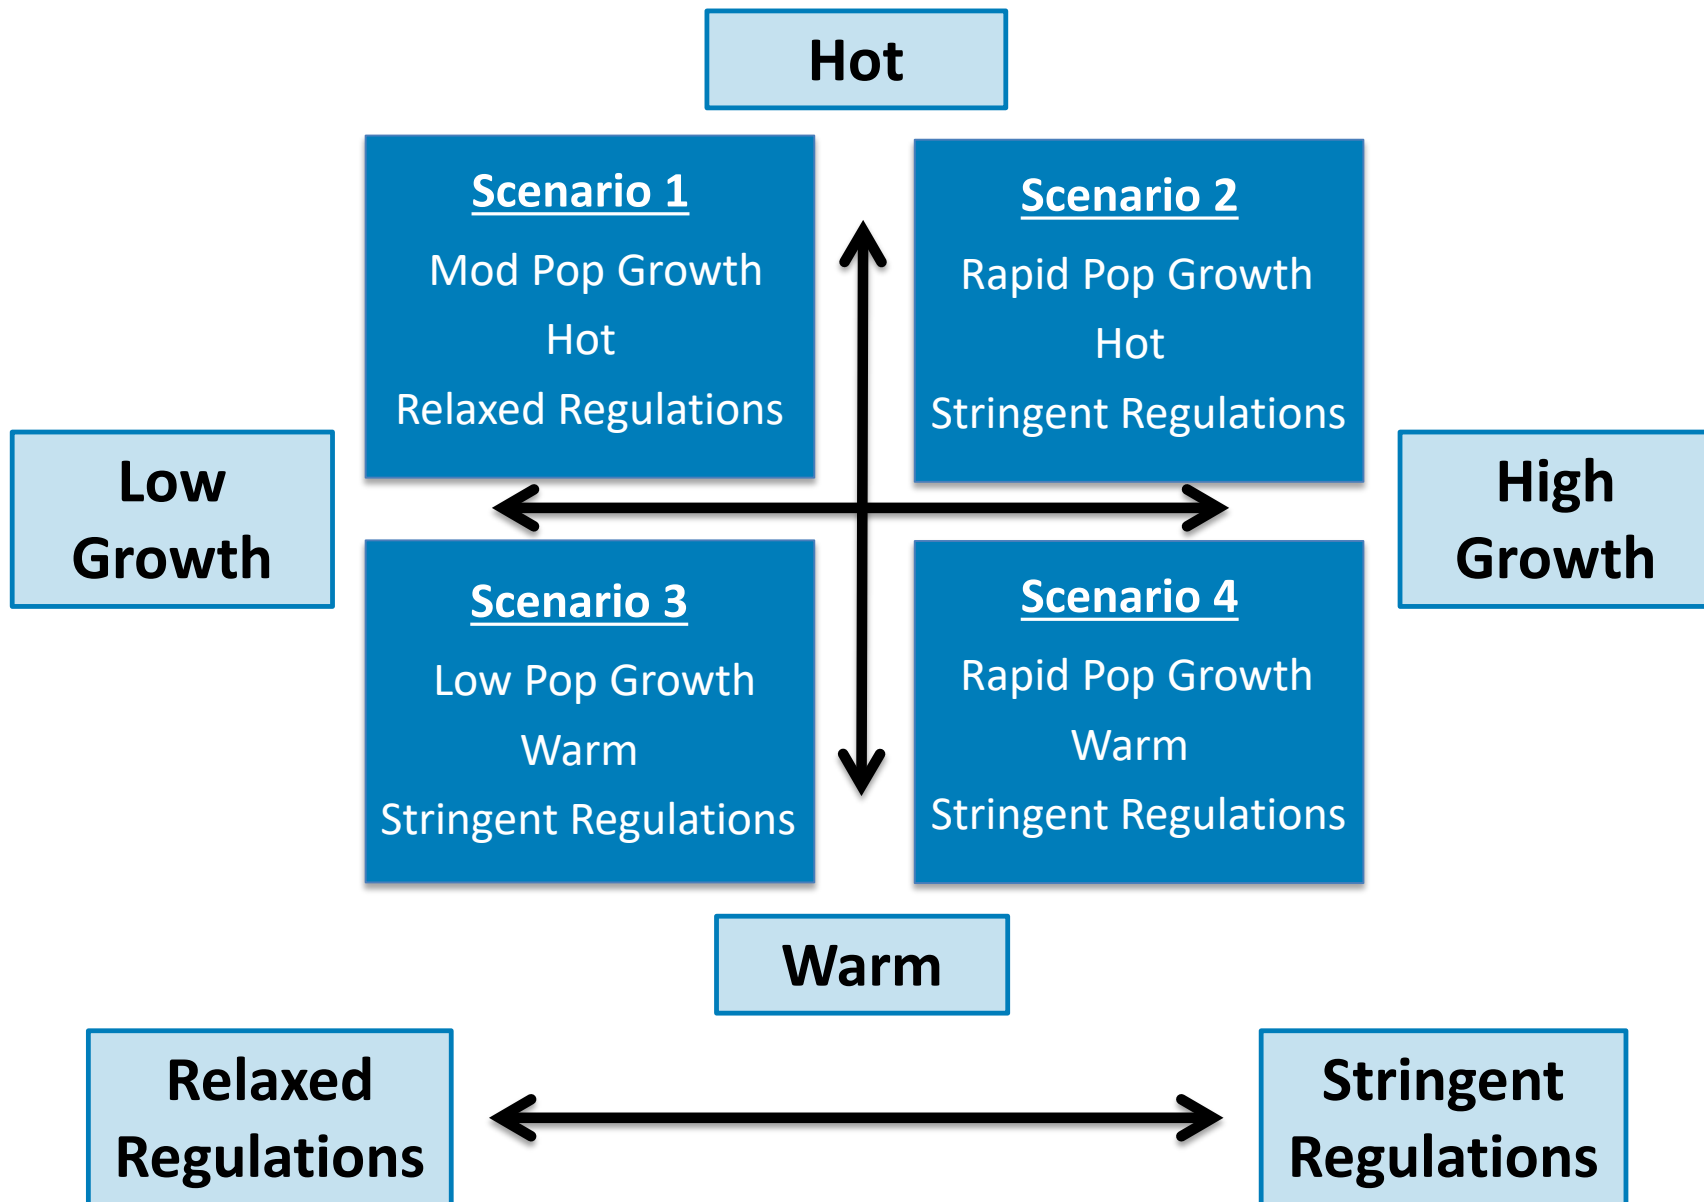 Hot
Scenario 1
Mod Pop Growth
Hot
Relaxed Regulations
Scenario 2
Rapid Pop Growth
Hot
Stringent Regulations
Low
Growth
High
Growth
Scenario 3
Low Pop Growth
Warm
Stringent Regulations
Scenario 4
Rapid Pop Growth
Warm
Stringent Regulations
Warm
Relaxed
Regulations
Stringent
Regulations